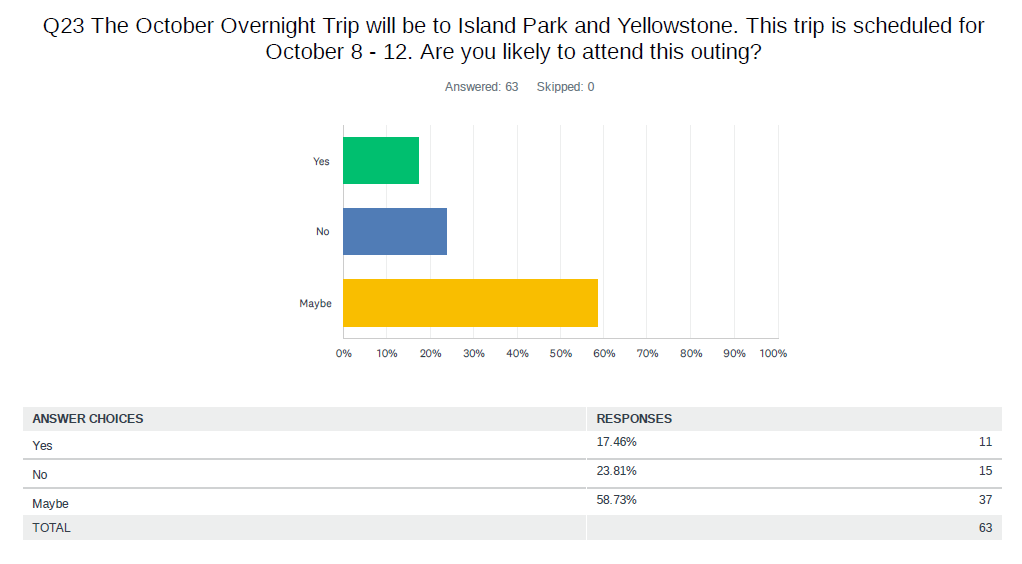 Q23 The October Overnight Trip will be to Island Park and Yellowstone. This trip is scheduled for
October 8 - 12. Are you likely to attend this outing?
Answered: 63 Skipped: 0
Yes
No
Maybe
0% 10% 20% 30% 40% 50% 60% 70% 80% 90% 100%
ANSWER CHOICES RESPONSES
Yes 17.46% 11
No 23.81% 15
Maybe 58.73% 37
TOTAL 63